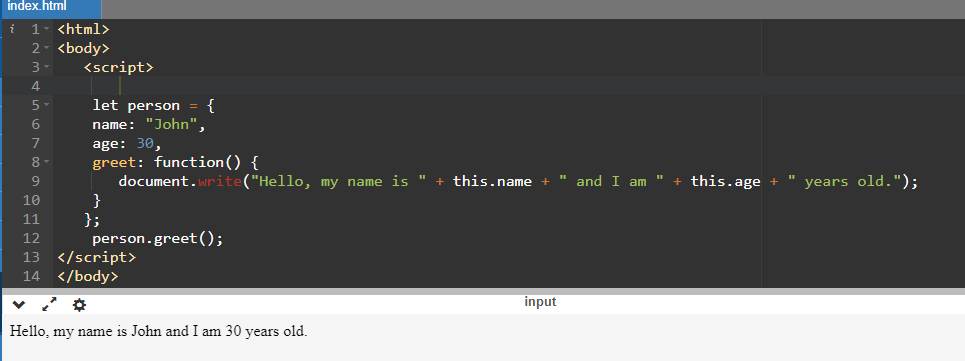 index.html
i 1 <html>
2 <body>
3 <script>
4
5 let person = {
6 name: "John",
7 age: 30,
8 greet: function() {
9 document.write("Hello, my name is " + this.name + " and I am " + this.age + " years old.");
10 }
11 };
12 person.greet();
13 </script>
14 </body>
input
Hello, my name is John and I am 30 years old.